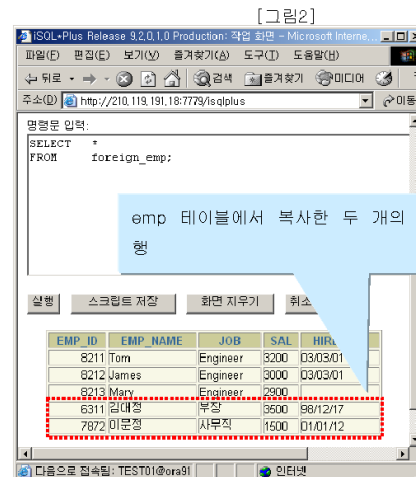 [그림2]
iSQL*Plus Release 9.2.0.1.0 Production: 작업 화면 - Microsoft Interne...
파일(F) 편집(E) 보기(V) 즐겨찾기(A) 도구(T) 도움말(H)
뒤로 검색 즐겨찾기 미디어
주소(D) http://210.119.191.18:7779/isqlplus 이동
명령문 입력:
SELECT *
FROM foreign_emp;
emp 테이블에서 복사한 두 개의
행
실행 스크립트 저장 화면 지우기
EMP_ID EMP_NAME JOB SAL
8211 Tom Engineer 3200 03/03/01
8212 James Engineer 3000 03/03/01
8213 Mary Engineer 2900
6311 김대정 부장 3500 98/12/17
7872 이문정 사무직 1500 01/01/12
다음으로 접속됨: TEST01@ora91 인터넷